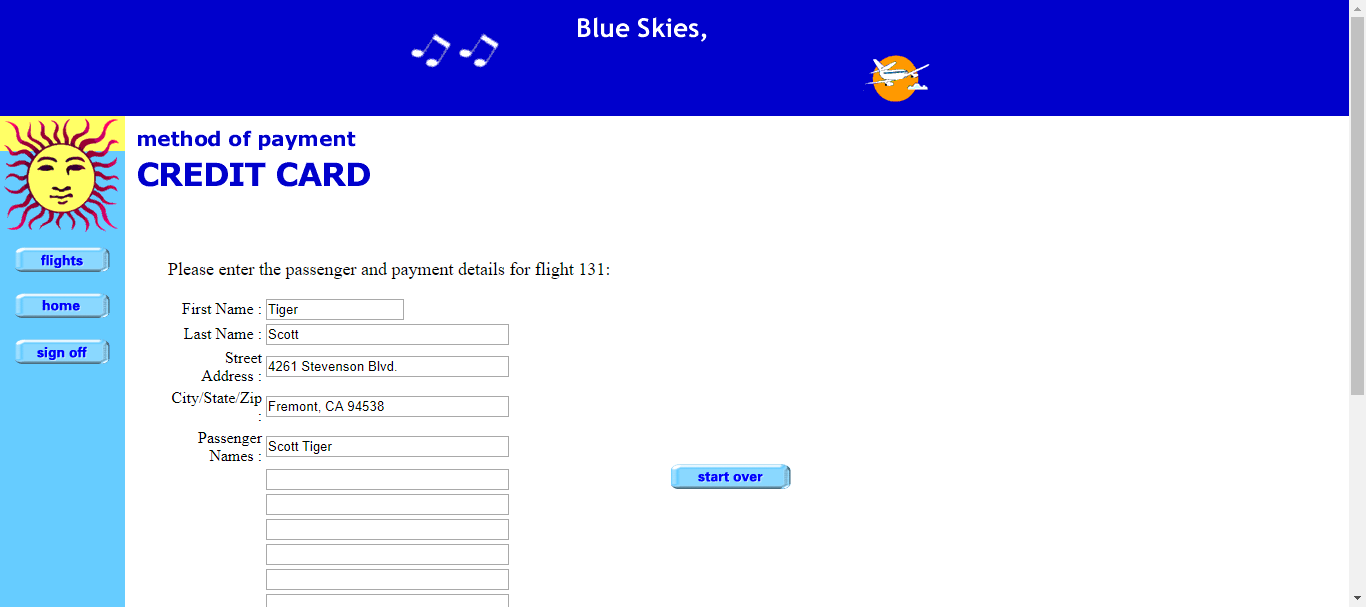 Blue Skies,
method of payment
CREDIT CARD
flights
home
sign off
Please enter the passenger and payment details for flight 131:
First Name : Tiger
Last Name : Scott
Street
Address : 4261 Stevenson Blvd.
City/State/Zip
: Fremont, CA 94538
Passenger
Names : Scott Tiger
start over